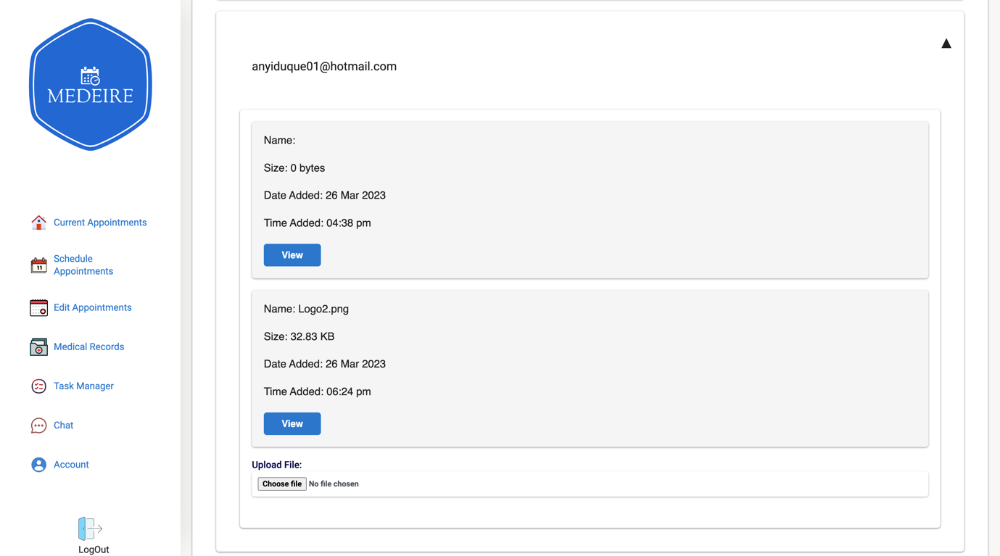 MEDEIRE
Current Appointments
Schedule
Appointments
11
Edit Appointments
Medical Records
Task Manager
Chat
Account
LogOut
▲
anyiduque01@hotmail.com
Name:
Size: 0 bytes
Date Added: 26 Mar 2023
Time Added: 04:38 pm
View
Name: Logo2.png
Size: 32.83 KB
Date Added: 26 Mar 2023
Time Added: 06:24 pm
View
Upload File:
Choose file No file chosen